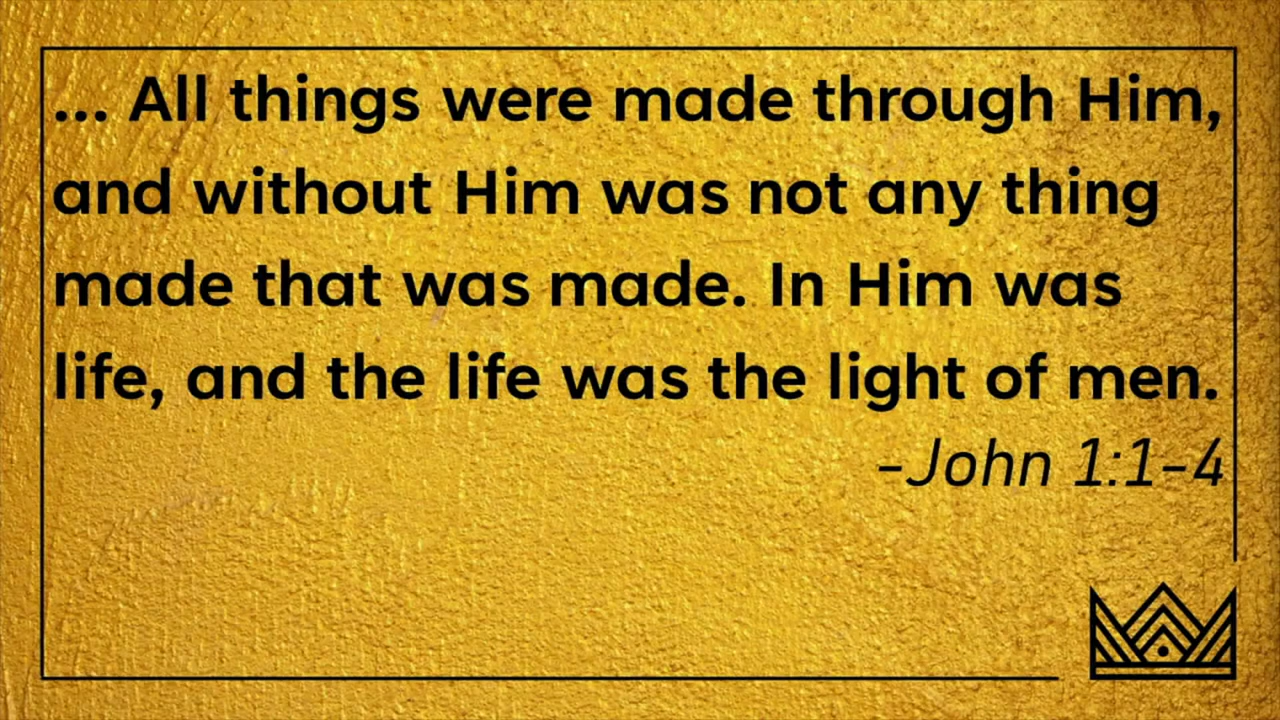 ... All things were made through Him,
and without Him was not any thing
made that was made. In Him was
life, and the life was the light of men.
-John 1:1-4